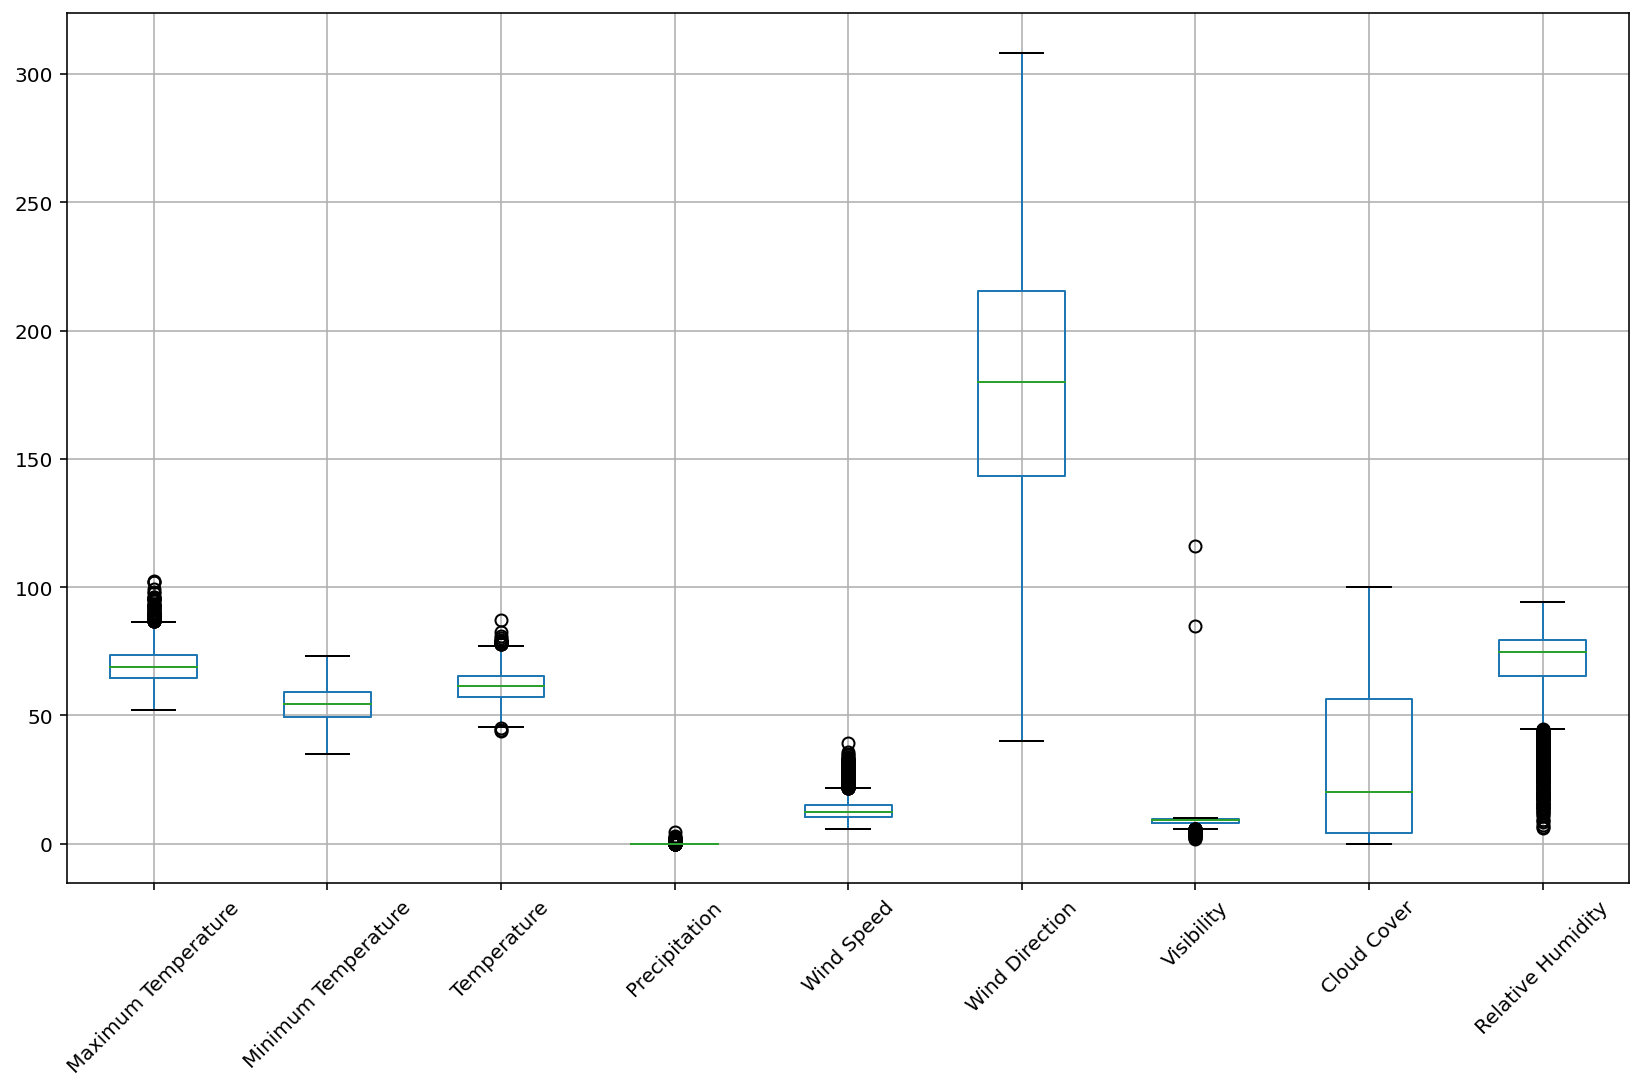 300
250
200
150
100
50
0
Maximum Temperature
Minimum Temperature
Temperature
Precipitation
Wind Speed
Wind Direction
Visibility
Cloud Cover
Relative Humidity